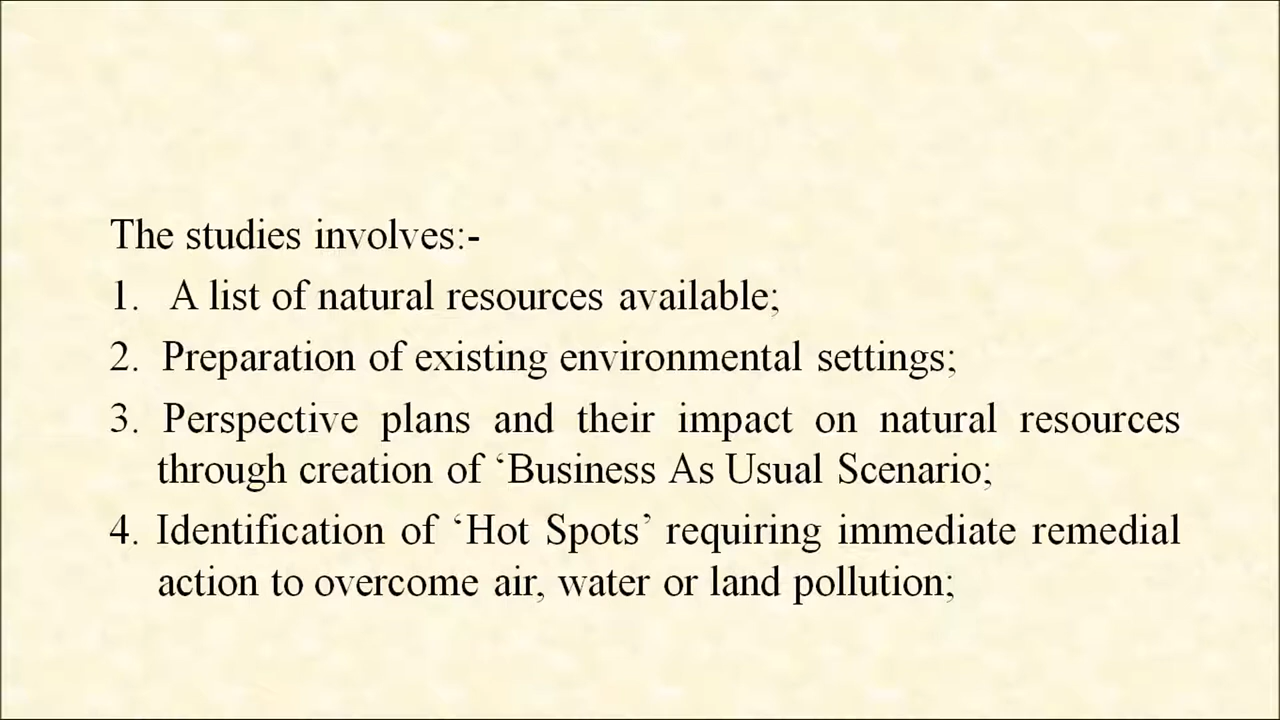 The studies involves:-
1. A list of natural resources available;
2. Preparation of existing environmental settings;
3. Perspective plans and their impact on natural resources
through creation of ‘Business As Usual Scenario;
4. Identification of ‘Hot Spots’ requiring immediate remedial
action to overcome air, water or land pollution;